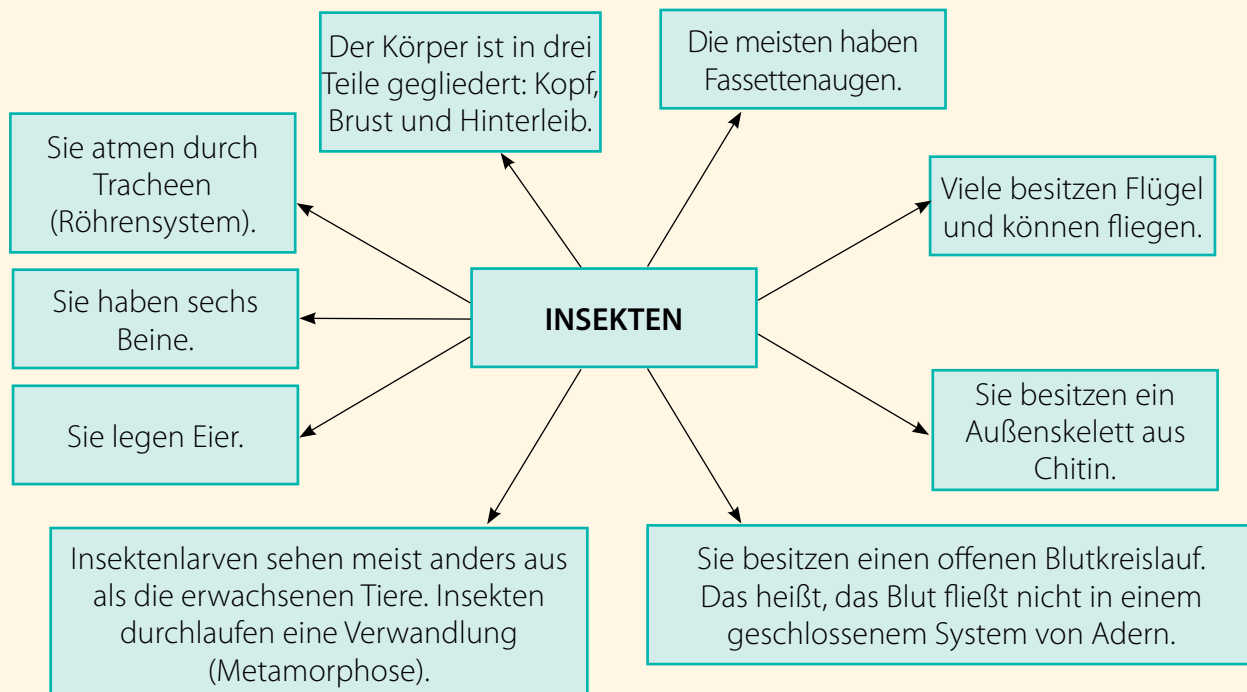 Der Körper ist in drei
Teile gegliedert: Kopf,
Brust und Hinterleib.
Die meisten haben
Fassettenaugen.
Sie atmen durch
Tracheen
(Röhrensystem).
Viele besitzen Flügel
und können fliegen.
Sie haben sechs
Beine.
INSEKTEN
Sie legen Eier.
Sie besitzen ein
Außenskelett aus
Chitin.
Insektenlarven sehen meist anders aus
als die erwachsenen Tiere. Insekten
durchlaufen eine Verwandlung
(Metamorphose).
Sie besitzen einen offenen Blutkreislauf.
Das heißt, das Blut fließt nicht in einem
geschlossenem System von Adern.